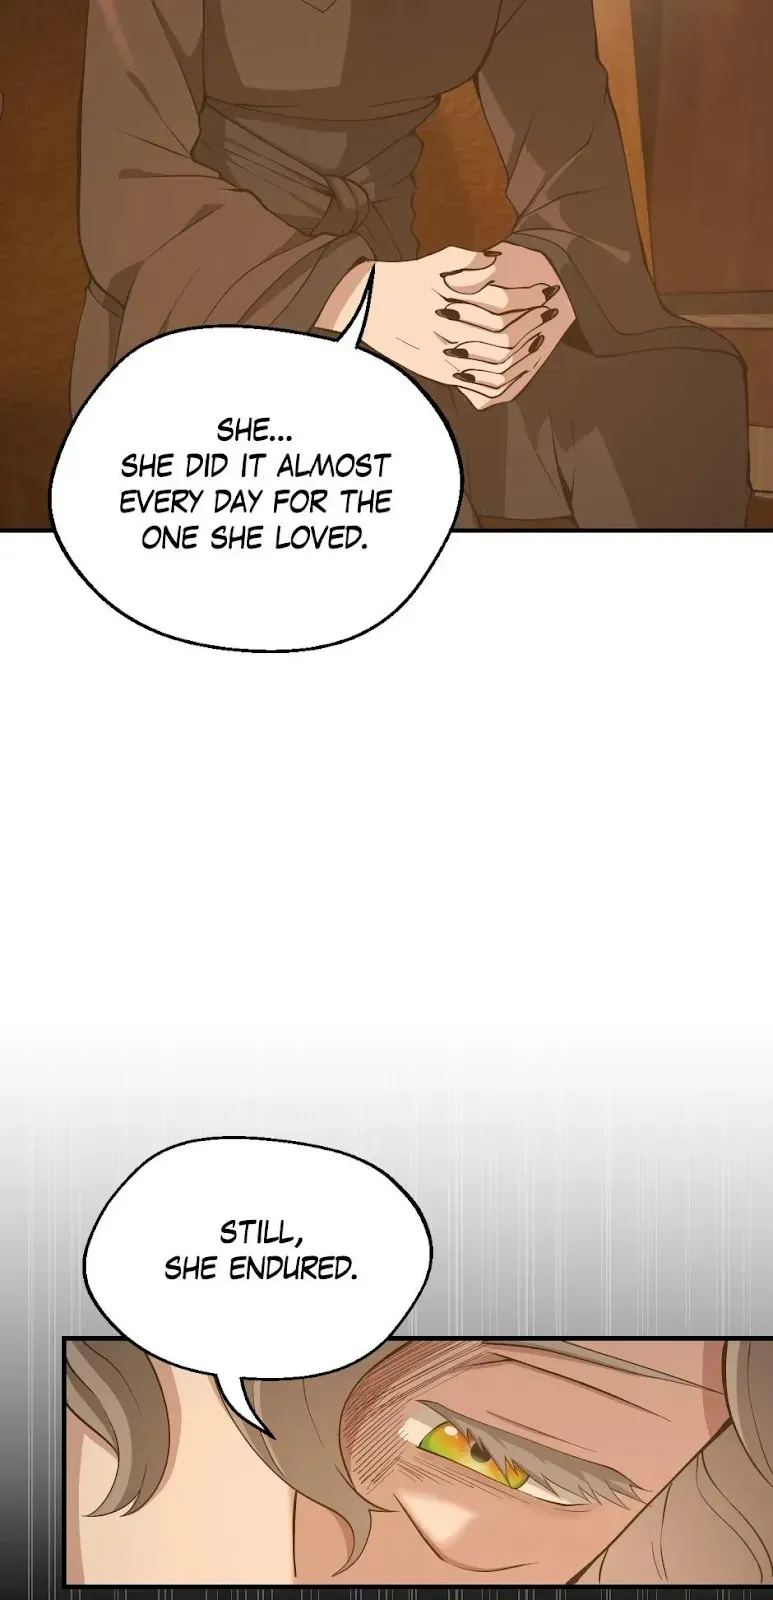 SHE...
SHE DID IT ALMOST
EVERY DAY FOR THE
ONE SHE LOVED.
STILL,
SHE ENDURED.